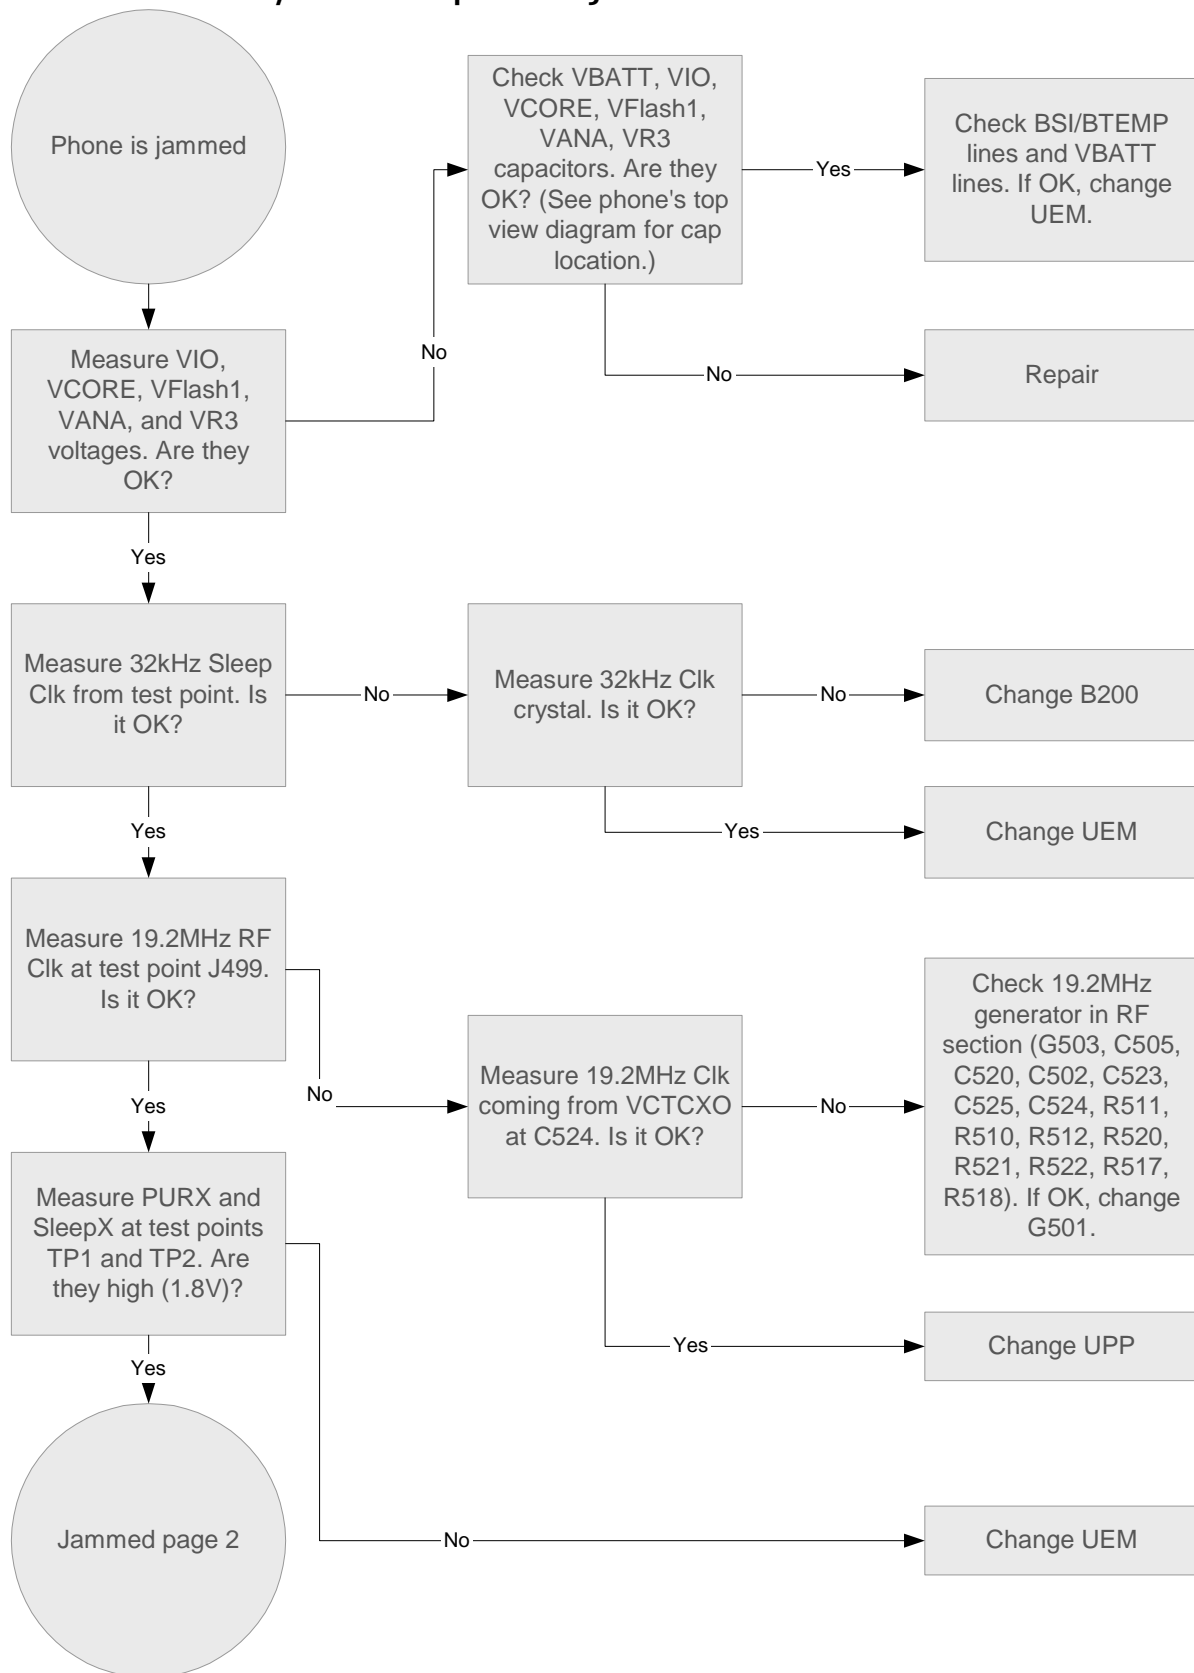 Phone is jammed
Check VBATT, VIO,
VCORE, VFlash1,
VANA, VR3
capacitors. Are they
OK? (See phone's top
view diagram for cap
location.)
Yes
Check BSI/BTEMP
lines and VBATT
lines. If OK, change
UEM.
No
No
Repair
Measure VIO,
VCORE, VFlash1,
VANA, and VR3
voltages. Are they
OK?
Yes
Measure 32kHz Sleep
Clk from test point. Is
it OK?
No
Measure 32kHz Clk
crystal. Is it OK?
No
Change B200
Yes
Change UEM
Yes
Measure 19.2MHz RF
Clk at test point J499.
Is it OK?
No
Measure 19.2MHz Clk
coming from VCTCXO
at C524. Is it OK?
No
Check 19.2MHz
generator in RF
section (G503, C505,
C520, C502, C523,
C525, C524, R511,
R510, R512, R520,
R521, R522, R517,
R518). If OK, change
G501.
Yes
Change UPP
Yes
Measure PURX and
SleepX at test points
TP1 and TP2. Are
they high (1.8V)?
No
Change UEM
Yes
Jammed page 2